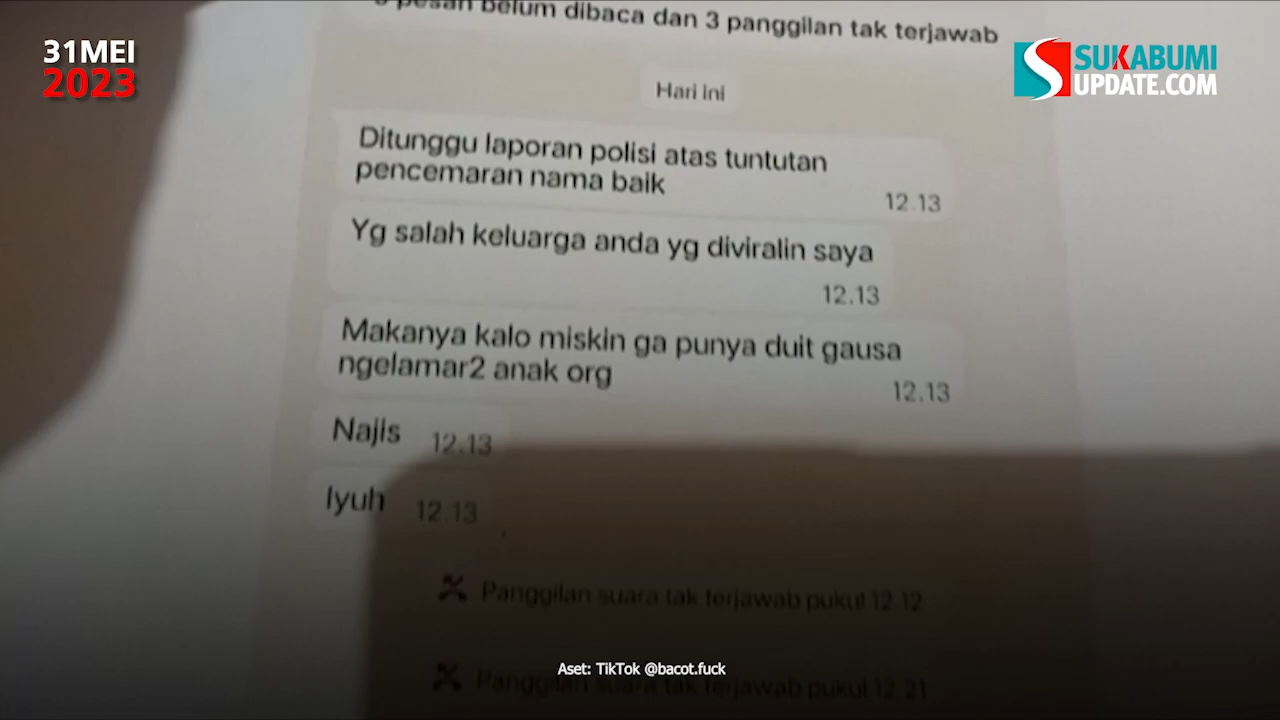 31MEI
2023
SUKABUMI
UPDATE.COM
pesan belum dibaca dan 3 panggilan tak terjawab
Hari ini
Ditunggu laporan polisi atas tuntutan
pencemaran nama baik
12.13
Yg salah keluarga anda yg diviralin saya
12.13
Makanya kalo miskin ga punya duit gausa
ngelamar2 anak org
12.13
Najis 12.13
Iyuh 12.13
Panggilan suara tak terjawab pukul 12.12
Panggilan suara tak terjawab pukul 12.21
Aset: TikTok @bacot.fuck